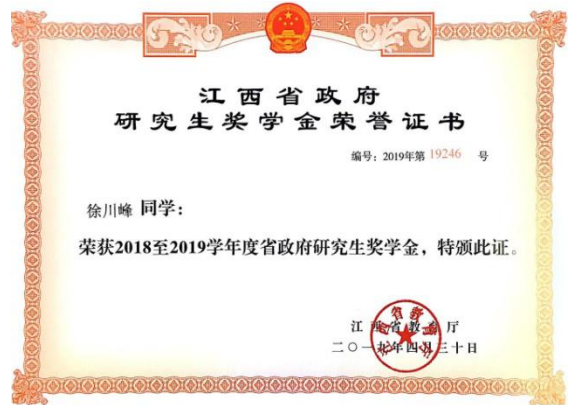 江西省政府
研究生奖学金荣誉证书
编号：2019年第 19246 号
徐川峰 同学：
荣获2018至2019学年度省政府研究生奖学金，特颁此证。
江西省教育厅
二〇一九年四月三十日